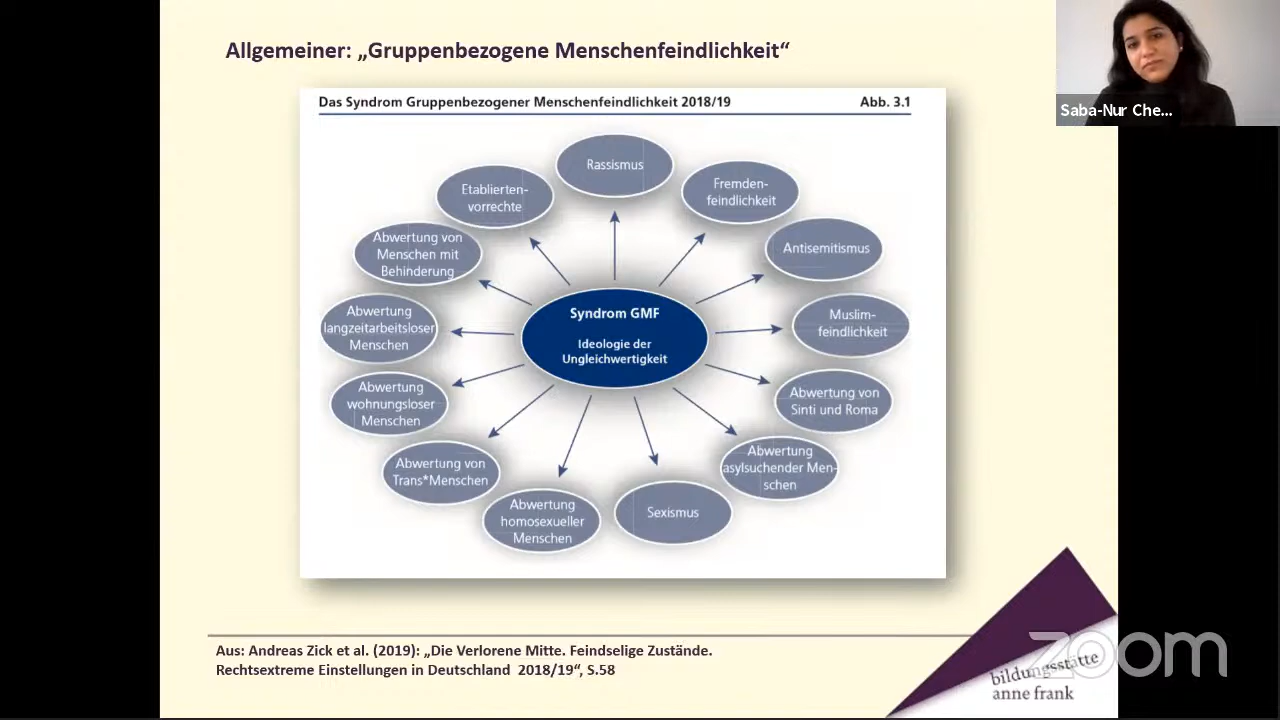 Allgemeiner: „Gruppenbezogene Menschenfeindlichkeit“
Saba-Nur Che...
Das Syndrom Gruppenbezogener Menschenfeindlichkeit 2018/19
Abb. 3.1
Rassismus
Fremden-
feindlichkeit
Antisemitismus
Muslim-
feindlichkeit
Abwertung von
Sinti und Roma
Abwertung
asylsuchender Men-
schen
Sexismus
Abwertung
homosexueller
Menschen
Abwertung von
Trans*Menschen
Abwertung
wohnungsloser
Menschen
Abwertung
langzeitarbeitsloser
Menschen
Abwertung von
Menschen mit
Behinderung
Etablierten-
vorrechte
Syndrom GMF
Ideologie der
Ungleichwertigkeit
Aus: Andreas Zick et al. (2019): „Die Verlorene Mitte. Feindselige Zustände.
Rechtsextreme Einstellungen in Deutschland 2018/19“, S.58
zoom
bildungsstätte
anne frank